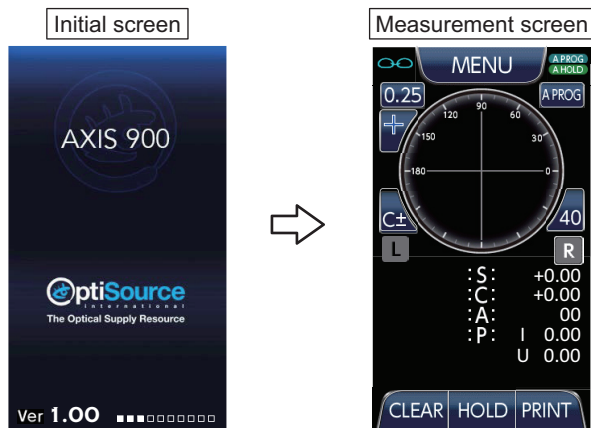 Initial screen
AXIS 900
OptiSource
international
The Optical Supply Resource
Ver 1.00
Measurement screen
MENU
A PROG
A HOLD
0.25
A PROG
90
120
60
150
30
180
0
C±
40
L
R
:S: +0.00
:C: +0.00
:A: 00
:P: I 0.00
U 0.00
CLEAR HOLD PRINT